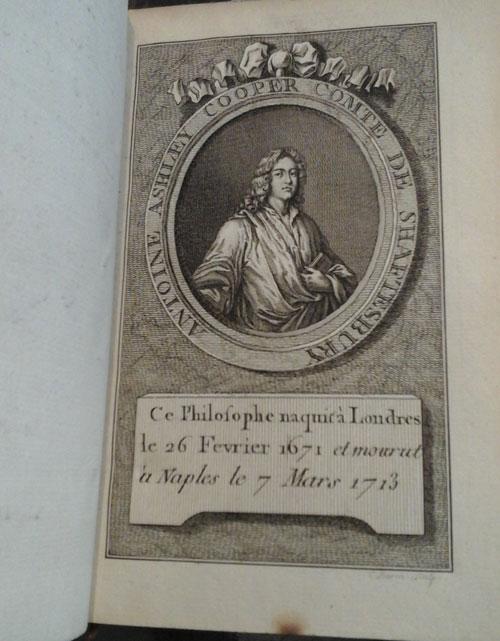 ANTOINE ASHLEY COOPER COMTE DE SHAFTESBURY
Ce Philosophe naquit à Londres
le 26 Fevrier 1671 et mourut
à Naples le 7 Mars 1713